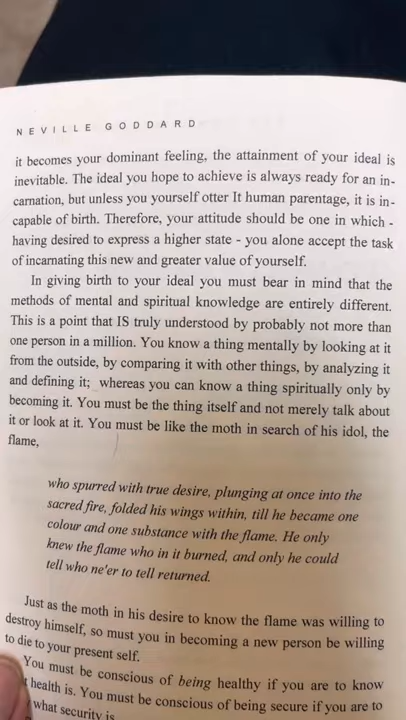 NEVILLE GODDARD
it becomes your dominant feeling, the attainment of your ideal is
inevitable. The ideal you hope to achieve is always ready for an in-
carnation, but unless you yourself otter It human parentage, it is in-
capable of birth. Therefore, your attitude should be one in which -
having desired to express a higher state - you alone accept the task
of incarnating this new and greater value of yourself.
In giving birth to your ideal you must bear in mind that the
methods of mental and spiritual knowledge are entirely different.
This is a point that IS truly understood by probably not more than
one person in a million. You know a thing mentally by looking at it
from the outside, by comparing it with other things, by analyzing it
and defining it; whereas you can know a thing spiritually only by
becoming it. You must be the thing itself and not merely talk about
it or look at it. You must be like the moth in search of his idol, the
flame,
who spurred with true desire, plunging at once into the
sacred fire, folded his wings within, till he became one
colour and one substance with the flame. He only
knew the flame who in it burned, and only he could
tell who ne'er to tell returned.
Just as the moth in his desire to know the flame was willing to
destroy himself, so must you in becoming a new person be willing
to die to your present self.
You must be conscious of being healthy if you are to know
health is. You must be conscious of being secure if you are to
what security is